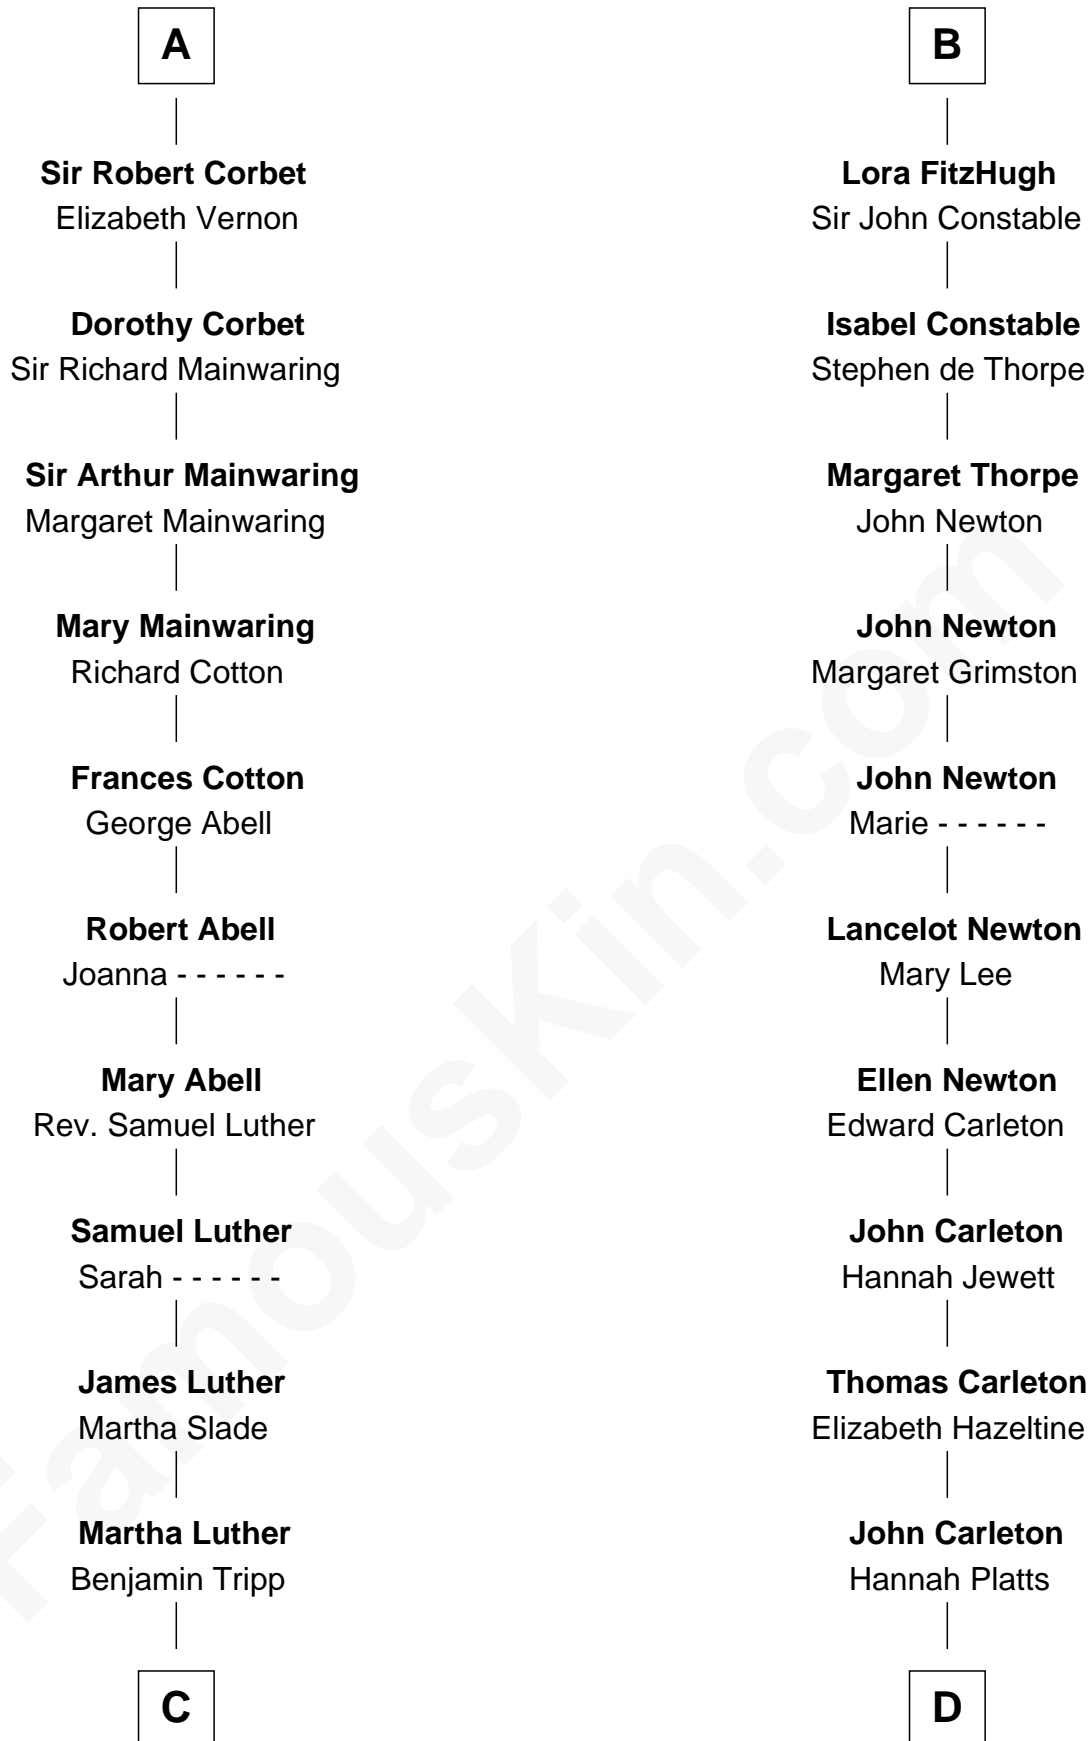 A
Sir Robert Corbet
Elizabeth Vernon
Dorothy Corbet
Sir Richard Mainwaring
Sir Arthur Mainwaring
Margaret Mainwaring
Mary Mainwaring
Richard Cotton
Frances Cotton
George Abell
Robert Abell
Joanna - - - - - -
Mary Abell
Rev. Samuel Luther
Samuel Luther
Sarah - - - - - -
James Luther
Martha Slade
Martha Luther
Benjamin Tripp
C
B
Lora FitzHugh
Sir John Constable
Isabel Constable
Stephen de Thorpe
Margaret Thorpe
John Newton
John Newton
Margaret Grimston
John Newton
Marie - - - - - -
Lancelot Newton
Mary Lee
Ellen Newton
Edward Carleton
John Carleton
Hannah Jewett
Thomas Carleton
Elizabeth Hazeltine
John Carleton
Hannah Platts
D
FamousKin.com